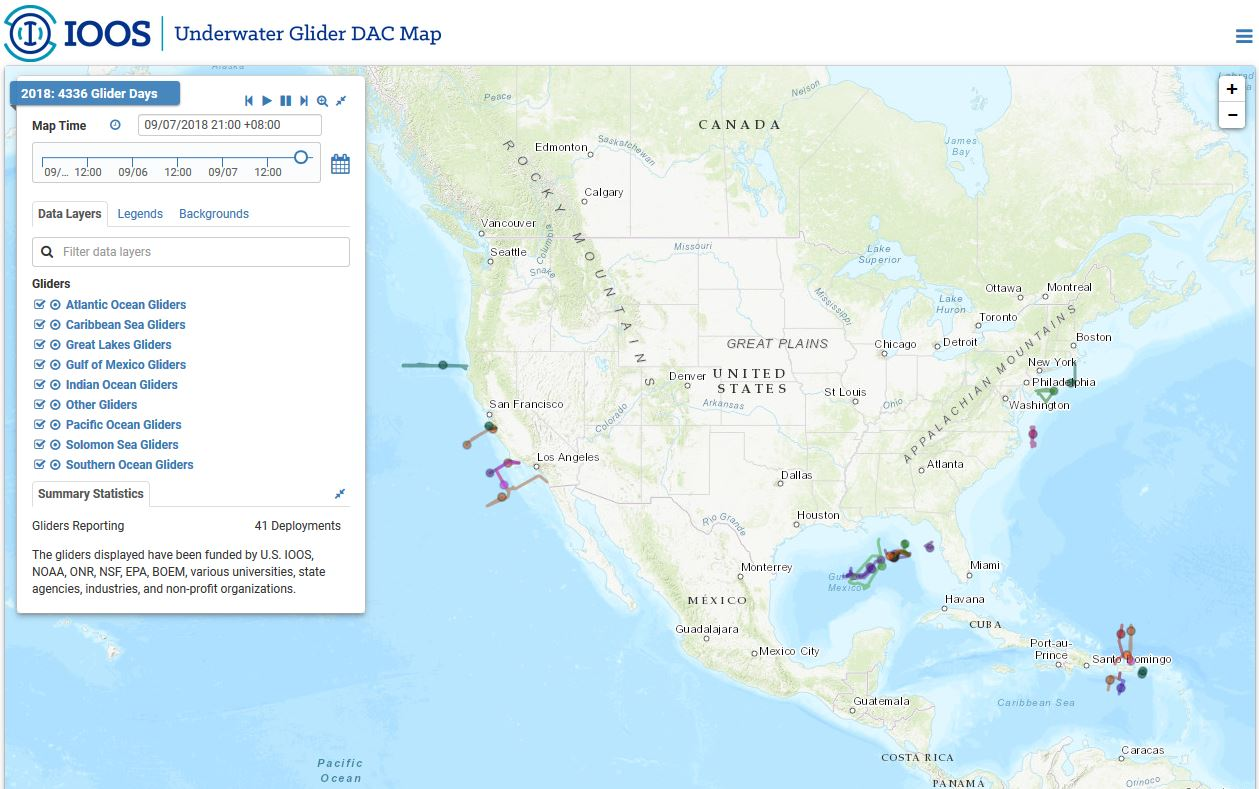 IOOS
Underwater Glider DAC Map
2018: 4336 Glider Days
Map Time
09/07/2018 21:00 +08:00
09/... 12:00 09/06 12:00 09/07 12:00
Data Layers Legends Backgrounds
Filter data layers
Gliders
Atlantic Ocean Gliders
Caribbean Sea Gliders
Great Lakes Gliders
Gulf of Mexico Gliders
Indian Ocean Gliders
Other Gliders
Pacific Ocean Gliders
Solomon Sea Gliders
Southern Ocean Gliders
Summary Statistics
Gliders Reporting 41 Deployments
The gliders displayed have been funded by U.S. IOOS,
NOAA, ONR, NSF, EPA, BOEM, various universities, state
agencies, industries, and non-profit organizations.
+
−
Alaska
Peace
Nelson
CANADA
James
Bay
Edmonton
Saskatchewan
ROCKY MOUNTAINS
Calgary
Vancouver
Columbia
Seattle
Snake
Missouri
Lake
Superior
Mississippi
Ottawa
Montreal
Lake
Huron
Toronto
Boston
Chicago
Detroit
GREAT PLAINS
New York
Denver
UNITED
STATES
Philadelphia
St Louis
Ohio
Washington
APPALACHIAN MOUNTAINS
San Francisco
Colorado
Arkansas
Los Angeles
Atlanta
Dallas
Houston
Rio Grande
Monterrey
Mexico
Miami
MÉXICO
Havana
CUBA
Guadalajara
Mexico City
Port-au-
Prince
Santo Domingo
Guatemala
Caribbean Sea
Caracas
COSTA RICA
Pacific
Ocean
PANAMÁ
Orinoco